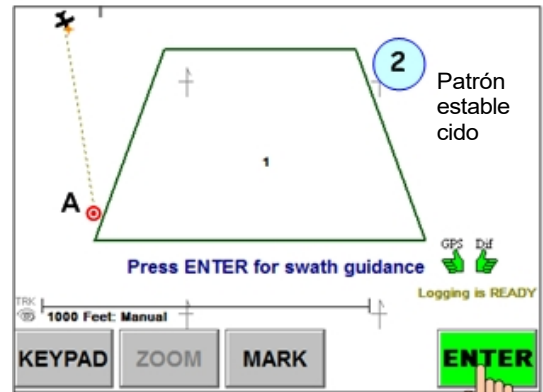 2
Patrón
estable
cido
A
1
Press ENTER for swath guidance
GPS Dif
Logging is READY
TRK
1000 Feet: Manual
KEYPAD ZOOM MARK ENTER